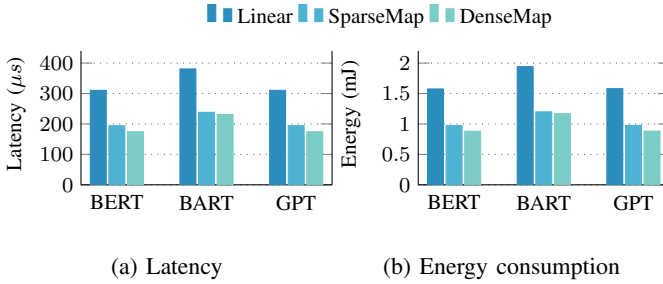 Linear SparseMap DenseMap
Latency (μs)
400
300
200
100
0
BERT BART GPT
Energy (mJ)
2
1.5
1
0.5
0
BERT BART GPT
(a) Latency
(b) Energy consumption